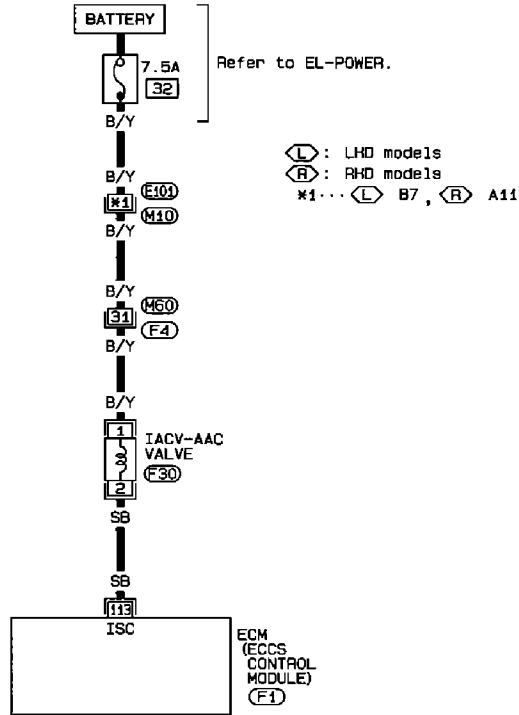 BATTERY
7.5A
32
Refer to EL-POWER.
B/Y
B/Y
*1
E101
M10
B/Y
L : LHD models
R : RHD models
*1··· L B7 , R A11
B/Y
31
M60
F4
B/Y
B/Y
1
IACV-AAC
VALVE
F30
2
SB
SB
113
ISC
ECM
(ECCS
CONTROL
MODULE)
F1